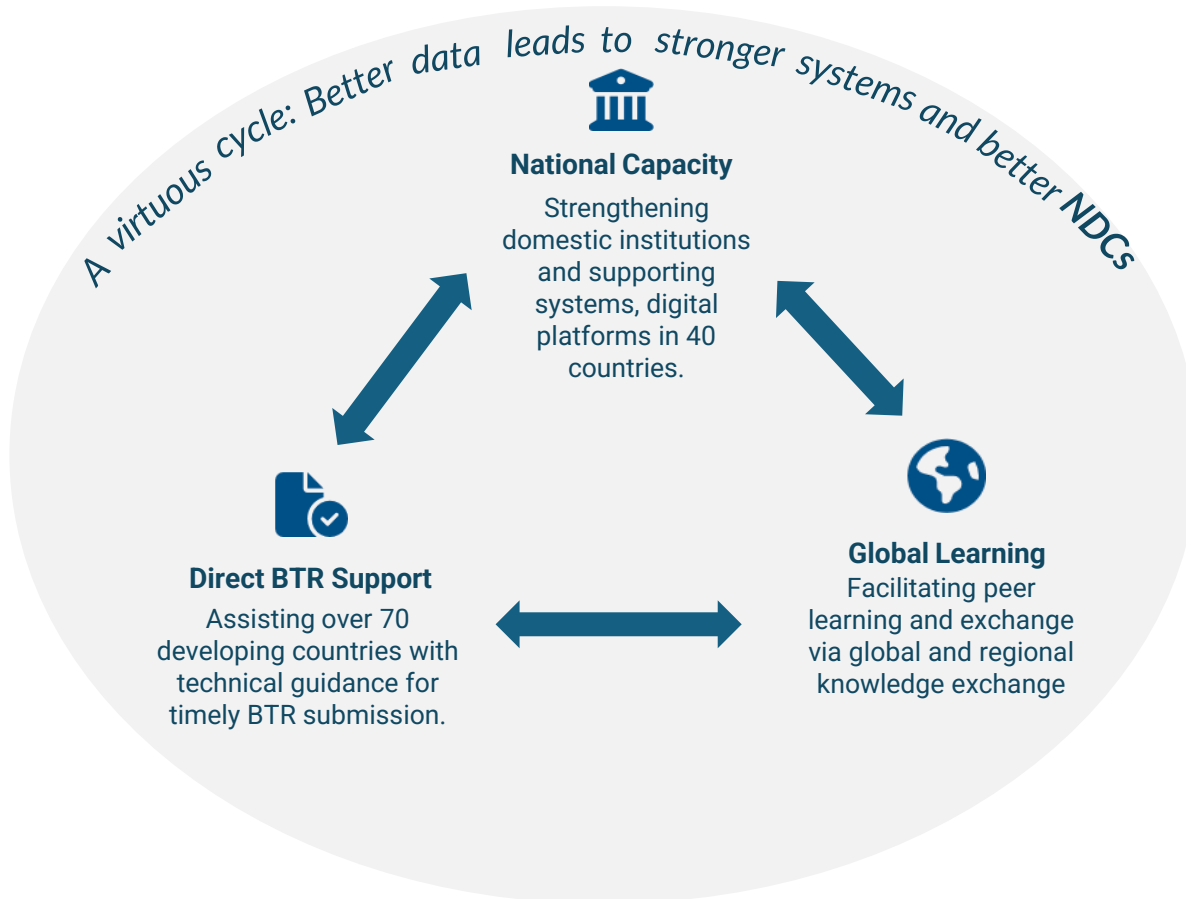 A virtuous cycle: Better data leads to stronger systems and better NDCs
National Capacity
Strengthening
domestic institutions
and supporting
systems, digital
platforms in 40
countries.
Direct BTR Support
Assisting over 70
developing countries with
technical guidance for
timely BTR submission.
Global Learning
Facilitating peer
learning and exchange
via global and regional
knowledge exchange